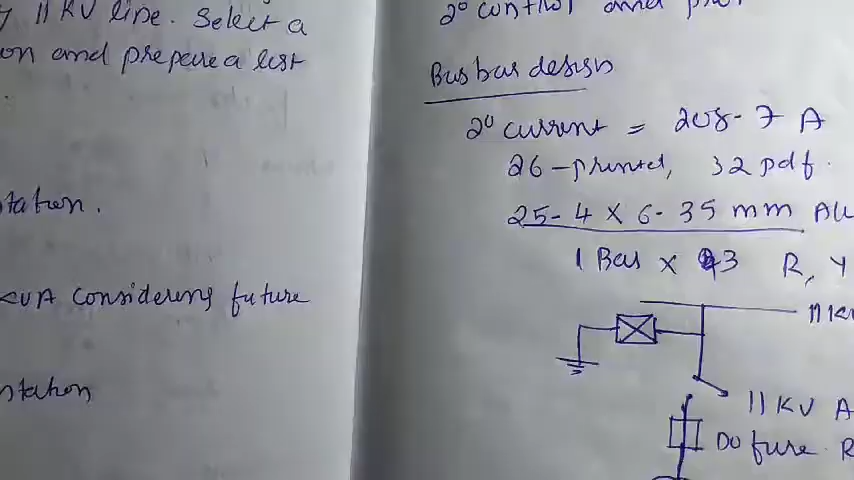 11 KV line. Select a
on and prepare a list
tation.
KVA considering future
station
2° control and
Bus bar design
2° current = 208.7 A
26 - printed, 32 pdf.
25.4 x 6.35 mm Al
1 Bar x 3 R, Y
11 KV
11 KV A
DO fuse R